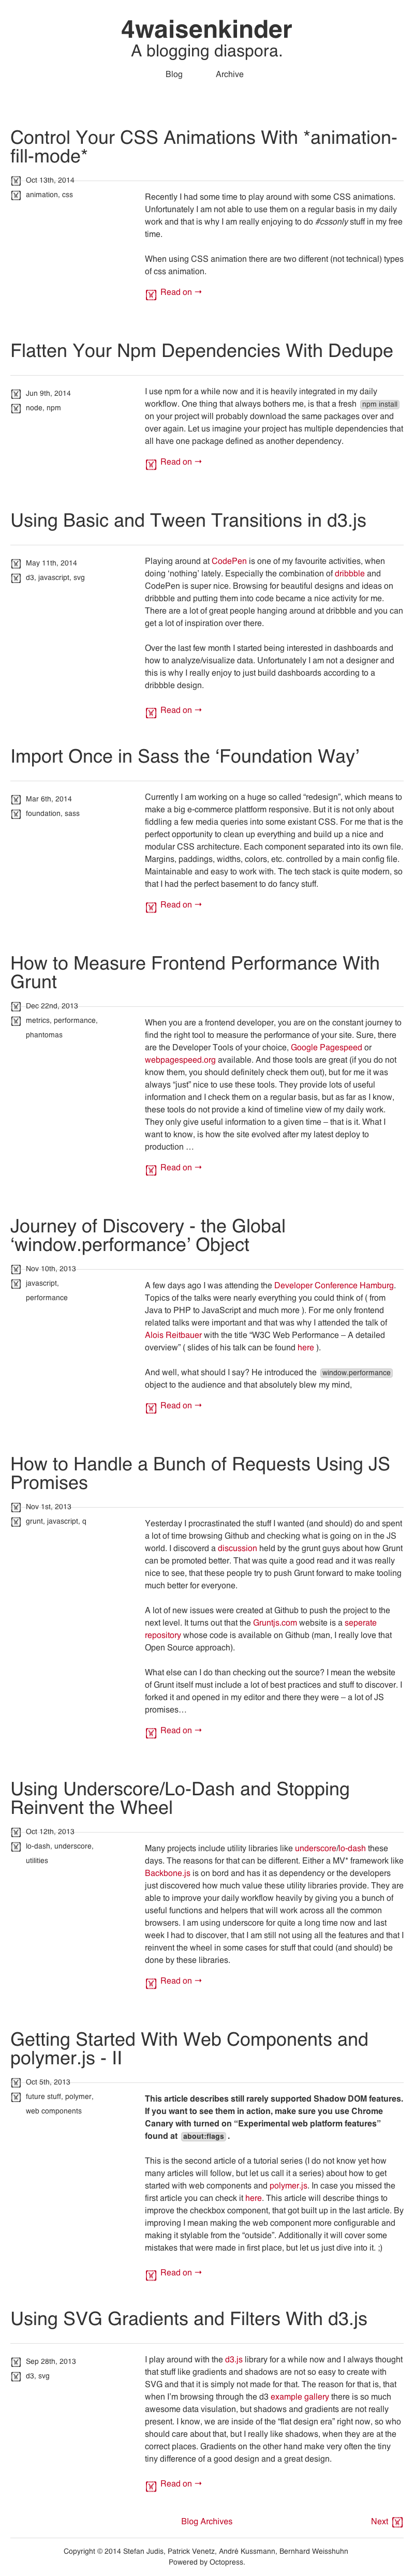 4waisenkinder
A blogging diaspora.
Blog Archive
Control Your CSS Animations With *animation-
fill-mode*
Oct 13th, 2014
animation, css
Recently I had some time to play around with some CSS animations.
Unfortunately I am not able to use them on a regular basis in my daily
work and that is why I am really enjoying to do #cssonly stuff in my free
time.
When using CSS animation there are two different (not technical) types
of css animation.
Read on →
Flatten Your Npm Dependencies With Dedupe
Jun 9th, 2014
node, npm
I use npm for a while now and it is heavily integrated in my daily
workflow. One thing that always bothers me, is that a fresh npm install
on your project will probably download the same packages over and
over again. Let us imagine your project has multiple dependencies that
all have one package defined as another dependency.
Read on →
Using Basic and Tween Transitions in d3.js
May 11th, 2014
d3, javascript, svg
Playing around at CodePen is one of my favourite activities, when
doing ‘nothing’ lately. Especially the combination of dribbble and
CodePen is super nice. Browsing for beautiful designs and ideas on
dribbble and putting them into code became a nice activity for me.
There are a lot of great people hanging around at dribbble and you can
get a lot of inspiration over there.
Over the last few month I started being interested in dashboards and
how to analyze/visualize data. Unfortunately I am not a designer and
this is why I really enjoy to just build dashboards according to a
dribbble design.
Read on →
Import Once in Sass the ‘Foundation Way’
Mar 6th, 2014
foundation, sass
Currently I am working on a huge so called “redesign”, which means to
make a big e-commerce plattform responsive. But it is not only about
fiddling a few media queries into some existant CSS. For me that is the
perfect opportunity to clean up everything and build up a nice and
modular CSS architecture. Each component separated into its own file.
Margins, paddings, widths, colors, etc. controlled by a main config file.
Maintainable and easy to work with. The tech stack is quite modern, so
that I had the perfect basement to do fancy stuff.
Read on →
How to Measure Frontend Performance With
Grunt
Dec 22nd, 2013
metrics, performance,
phantomas
When you are a frontend developer, you are on the constant journey to
find the right tool to measure the performance of your site. Sure, there
are the Developer Tools of your choice, Google Pagespeed or
webpagespeed.org available. And those tools are great (if you do not
know them, you should definitely check them out), but for me it was
always “just” nice to use these tools. They provide lots of useful
information and I check them on a regular basis, but as far as I know,
these tools do not provide a kind of timeline view of my daily work.
They only give useful information to a given time – that is it. What I
want to know, is how the site evolved after my latest deploy to
production …
Read on →
Journey of Discovery - the Global
‘window.performance’ Object
Nov 10th, 2013
javascript,
performance
A few days ago I was attending the Developer Conference Hamburg.
Topics of the talks were nearly everything you could think of ( from
Java to PHP to JavaScript and much more ). For me only frontend
related talks were important and that was why I attended the talk of
Alois Reitbauer with the title “W3C Web Performance – A detailed
overview” ( slides of his talk can be found here ).
And well, what should I say? He introduced the window.performance
object to the audience and that absolutely blew my mind,
Read on →
How to Handle a Bunch of Requests Using JS
Promises
Nov 1st, 2013
grunt, javascript, q
Yesterday I procrastinated the stuff I wanted (and should) do and spent
a lot of time browsing Github and checking what is going on in the JS
world. I discoverd a discussion held by the grunt guys about how Grunt
can be promoted better. That was quite a good read and it was really
nice to see, that these people try to push Grunt forward to make tooling
much better for everyone.
A lot of new issues were created at Github to push the project to the
next level. It turns out that the Gruntjs.com website is a seperate
repository whose code is available on Github (man, I really love that
Open Source approach).
What else can I do than checking out the source? I mean the website
of Grunt itself must include a lot of best practices and stuff to discover. I
forked it and opened in my editor and there they were – a lot of JS
promises…
Read on →
Using Underscore/Lo-Dash and Stopping
Reinvent the Wheel
Oct 12th, 2013
lo-dash, underscore,
utilities
Many projects include utility libraries like underscore/lo-dash these
days. The reasons for that can be different. Either a MV* framework like
Backbone.js is on bord and has it as dependency or the developers
just discovered how much value these utility libraries provide. They are
able to improve your daily workflow heavily by giving you a bunch of
useful functions and helpers that will work across all the common
browsers. I am using underscore for quite a long time now and last
week I had to discover, that I am still not using all the features and that I
reinvent the wheel in some cases for stuff that could (and should) be
done by these libraries.
Read on →
Getting Started With Web Components and
polymer.js - II
Oct 5th, 2013
future stuff, polymer,
web components
This article describes still rarely supported Shadow DOM features.
If you want to see them in action, make sure you use Chrome
Canary with turned on “Experimental web platform features”
found at about:flags .
This is the second article of a tutorial series (I do not know yet how
many articles will follow, but let us call it a series) about how to get
started with web components and polymer.js. In case you missed the
first article you can check it here. This article will describe things to
improve the checkbox component, that got built up in the last article. By
improving I mean making the web component more configurable and
making it stylable from the “outside”. Additionally it will cover some
mistakes that were made in first place, but let us just dive into it. ;)
Read on →
Using SVG Gradients and Filters With d3.js
Sep 28th, 2013
d3, svg
I play around with the d3.js library for a while now and I always thought
that stuff like gradients and shadows are not so easy to create with
SVG and that it is simply not made for that. The reason for that is, that
when I’m browsing through the d3 example gallery there is so much
awesome data visulation, but shadows and gradients are not really
present. I know, we are inside of the “flat design era” right now, so who
should care about that, but I really like shadows, when they are at the
correct places. Gradients on the other hand make very often the tiny
tiny difference of a good design and a great design.
Read on →
Blog Archives Next
Copyright © 2014 Stefan Judis, Patrick Venetz, André Kussmann, Bernhard Weisshuhn
Powered by Octopress.